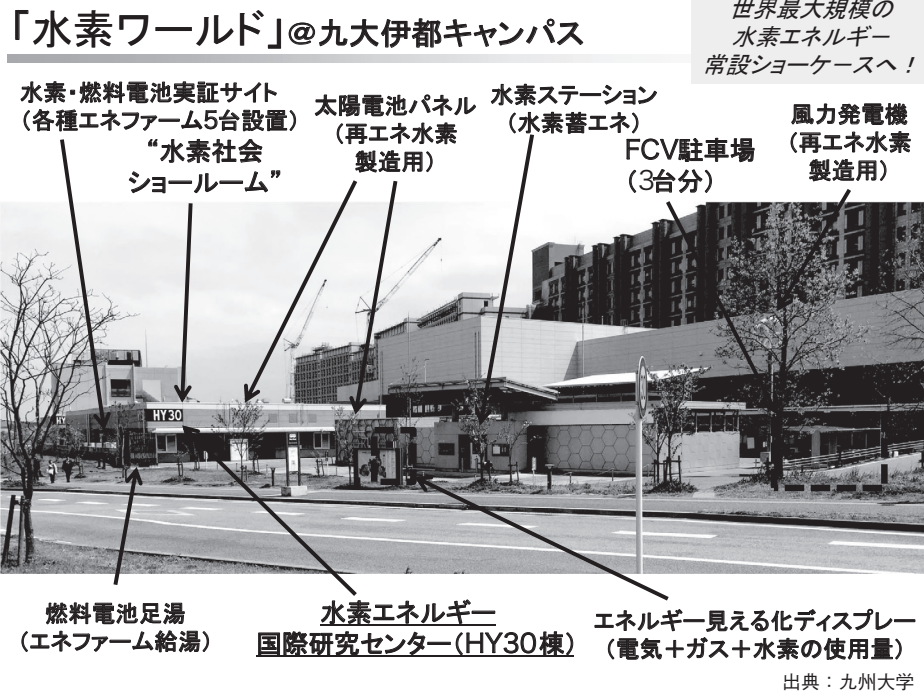 「水素ワールド」@九大伊都キャンパス
世界最大規模の
水素エネルギー
常設ショーケースへ！
水素・燃料電池実証サイト
（各種エネファーム5台設置）
“水素社会
ショールーム”
太陽電池パネル
（再エネ水素
製造用）
水素ステーション
（水素蓄エネ）
FCV駐車場
（3台分）
風力発電機
（再エネ水素
製造用）
HY
HY30
燃料電池足湯
（エネファーム給湯）
水素エネルギー
国際研究センター（HY30棟）
エネルギー見える化ディスプレー
（電気＋ガス＋水素の使用量）
出典：九州大学